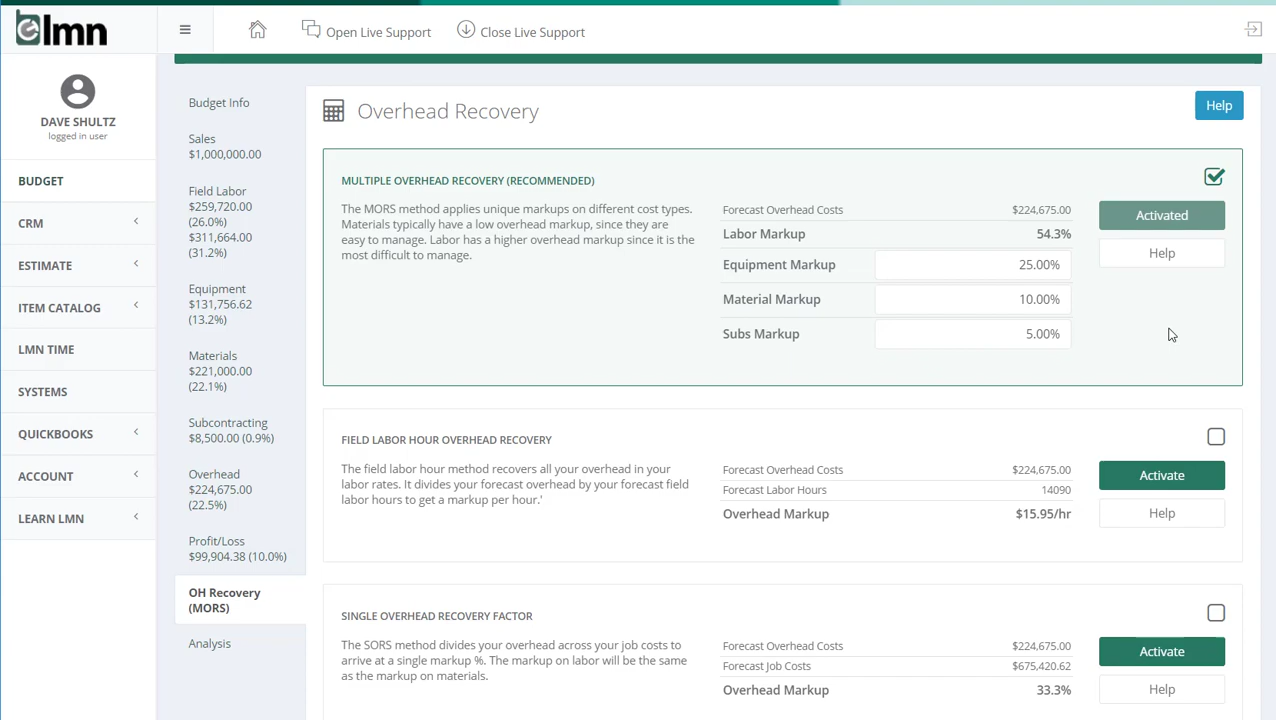 lmn
Open Live Support
Close Live Support
DAVE SHULTZ
logged in user
BUDGET
CRM
ESTIMATE
ITEM CATALOG
LMN TIME
SYSTEMS
QUICKBOOKS
ACCOUNT
LEARN LMN
Budget Info
Sales
$1,000,000.00
Field Labor
$259,720.00
(26.0%)
$311,664.00
(31.2%)
Equipment
$131,756.62
(13.2%)
Materials
$221,000.00
(22.1%)
Subcontracting
$8,500.00 (0.9%)
Overhead
$224,675.00
(22.5%)
Profit/Loss
$99,904.38 (10.0%)
OH Recovery
(MORS)
Analysis
Overhead Recovery
Help
MULTIPLE OVERHEAD RECOVERY (RECOMMENDED)
The MORS method applies unique markups on different cost types.
Materials typically have a low overhead markup, since they are
easy to manage. Labor has a higher overhead markup since it is the
most difficult to manage.
Forecast Overhead Costs $224,675.00
Labor Markup 54.3%
Equipment Markup 25.00%
Material Markup 10.00%
Subs Markup 5.00%
Activated
Help
FIELD LABOR HOUR OVERHEAD RECOVERY
The field labor hour method recovers all your overhead in your
labor rates. It divides your forecast overhead by your forecast field
labor hours to get a markup per hour.'
Forecast Overhead Costs $224,675.00
Forecast Labor Hours 14090
Overhead Markup $15.95/hr
Activate
Help
SINGLE OVERHEAD RECOVERY FACTOR
The SORS method divides your overhead across your job costs to
arrive at a single markup %. The markup on labor will be the same
as the markup on materials.
Forecast Overhead Costs $224,675.00
Forecast Job Costs $675,420.62
Overhead Markup 33.3%
Activate
Help